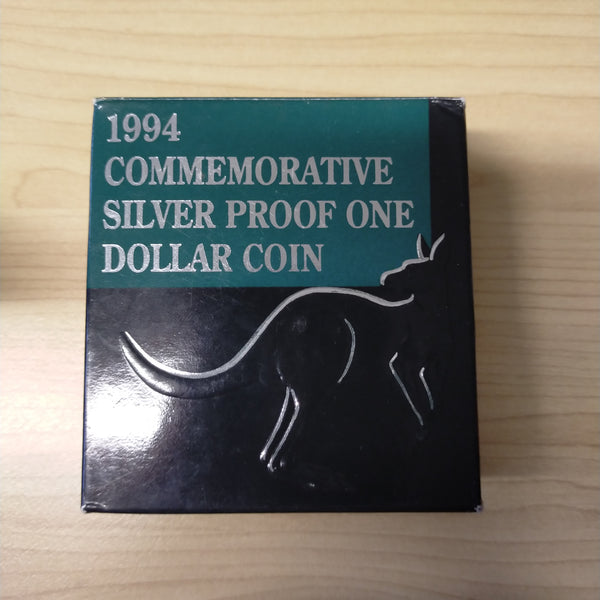 1994
COMMEMORATIVE
SILVER PROOF ONE
DOLLAR COIN